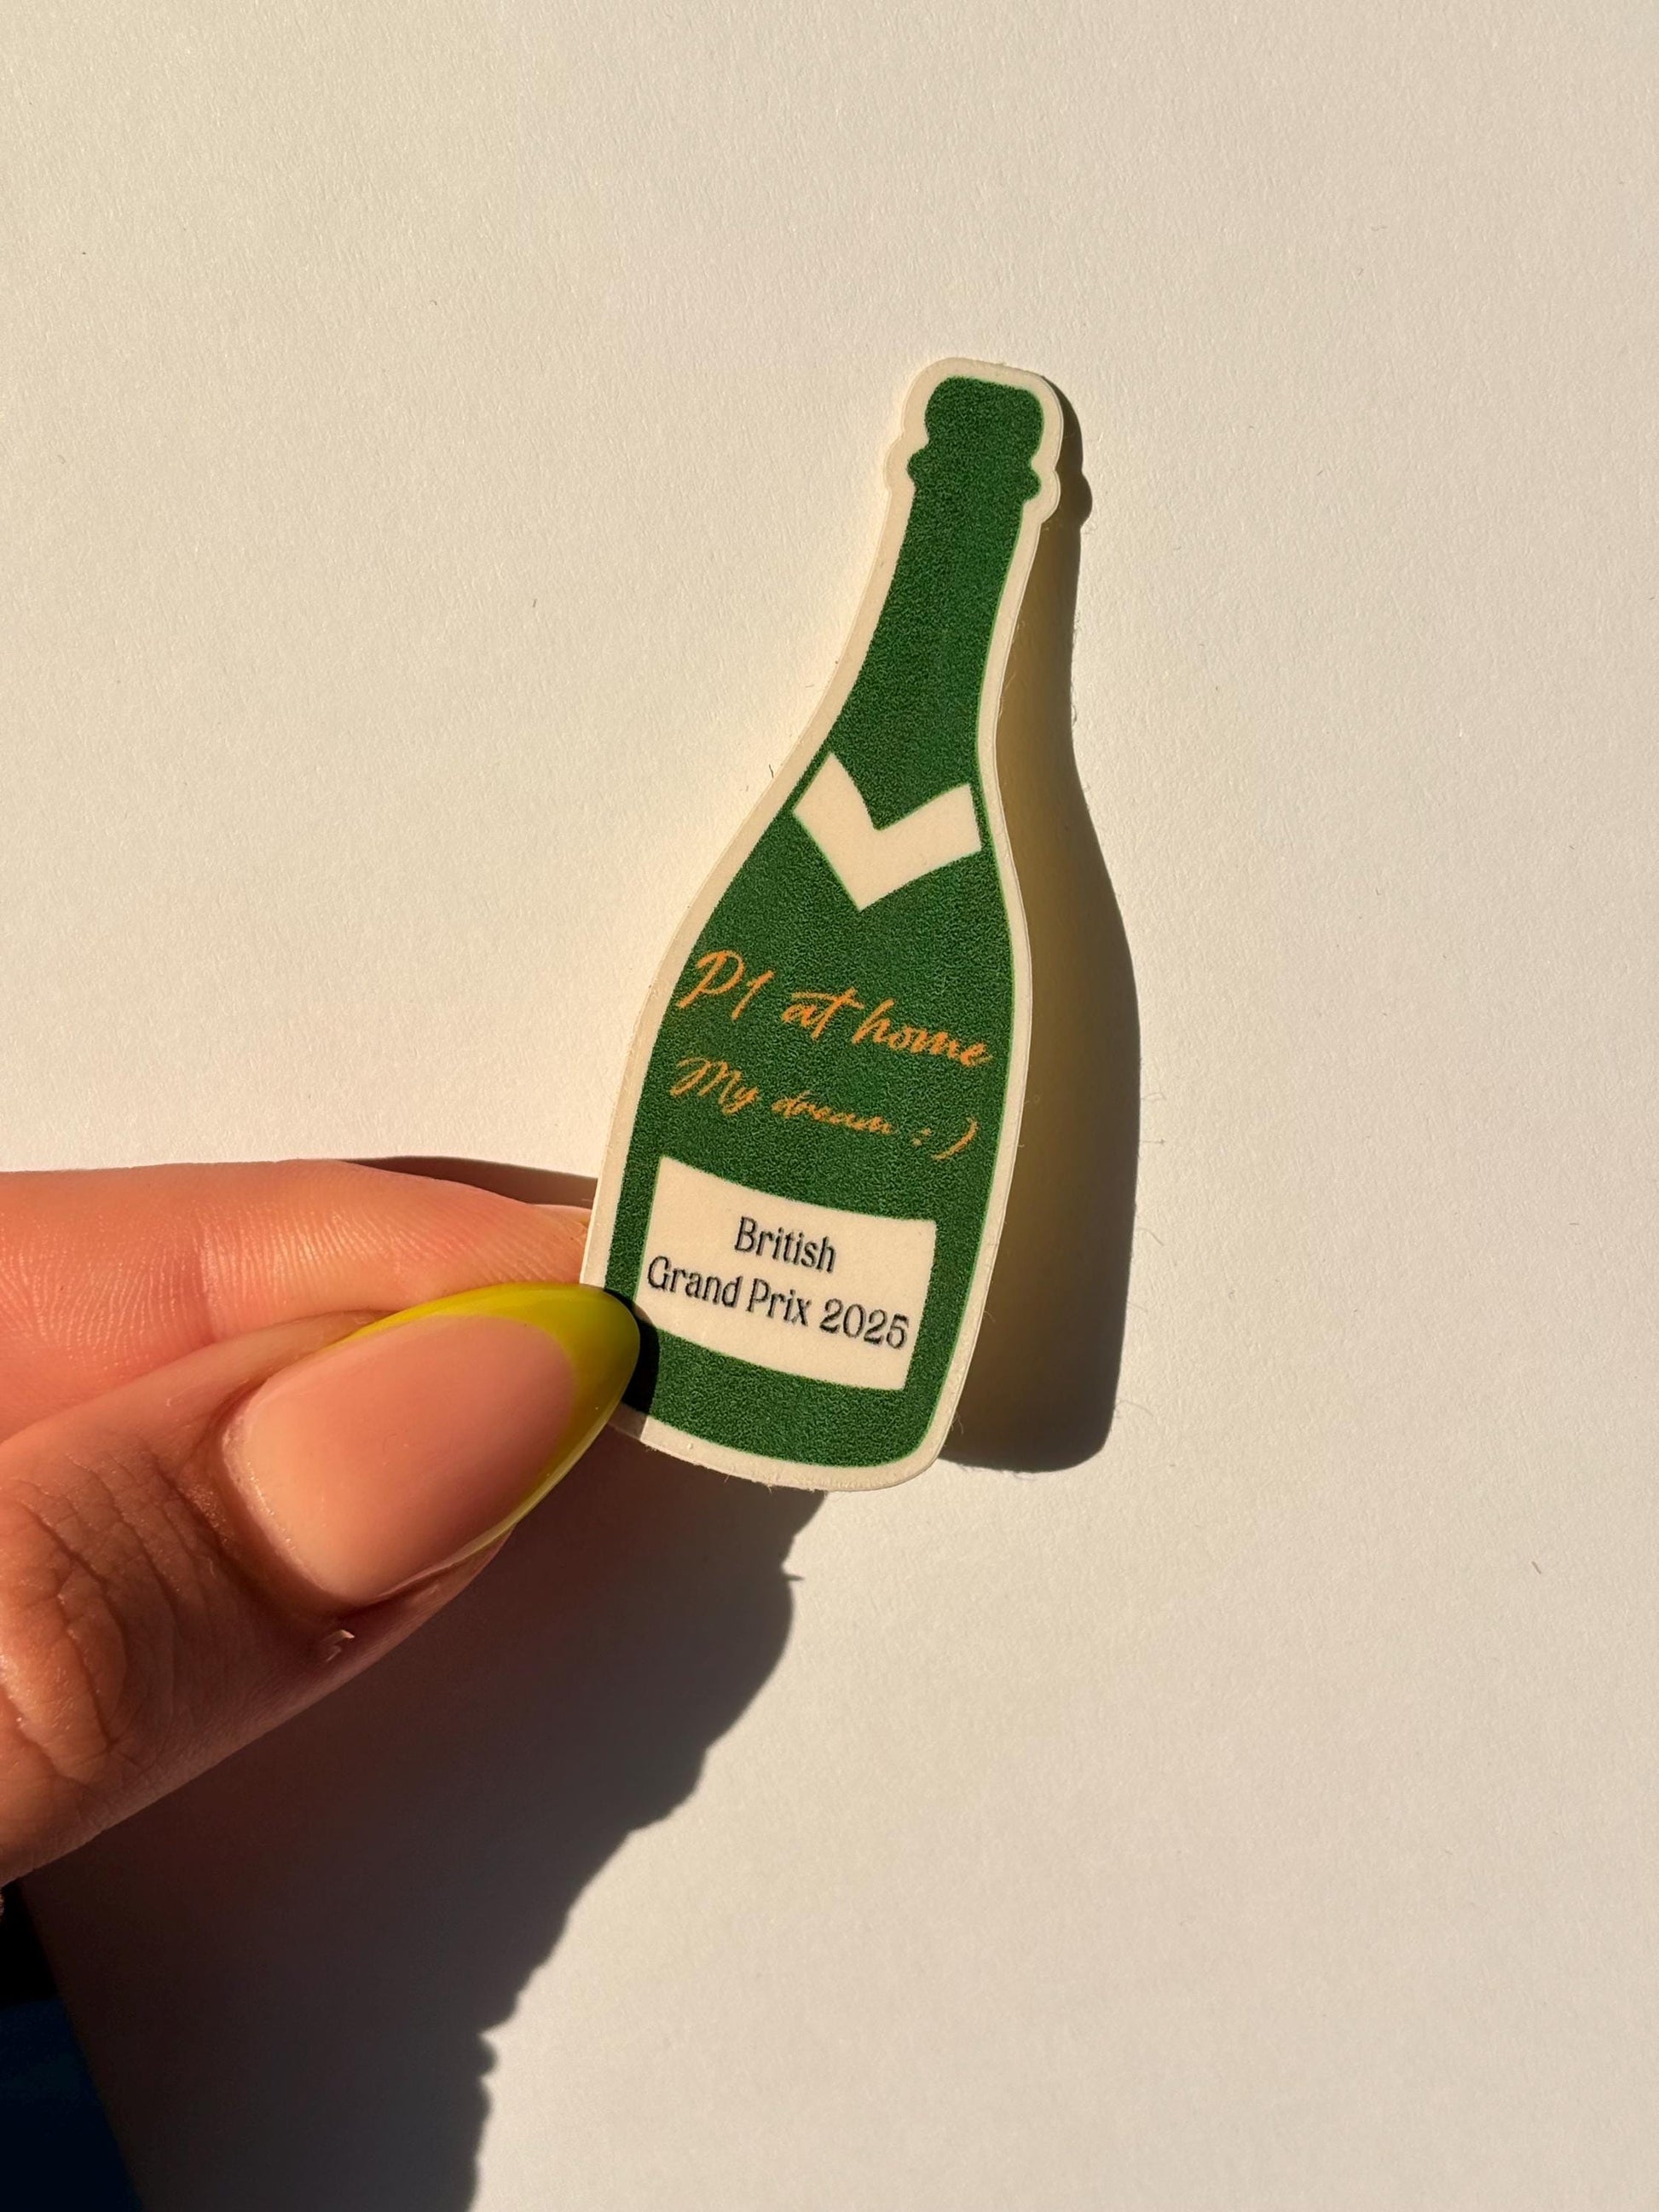 P1 at home
My dream :)
British
Grand Prix 2025